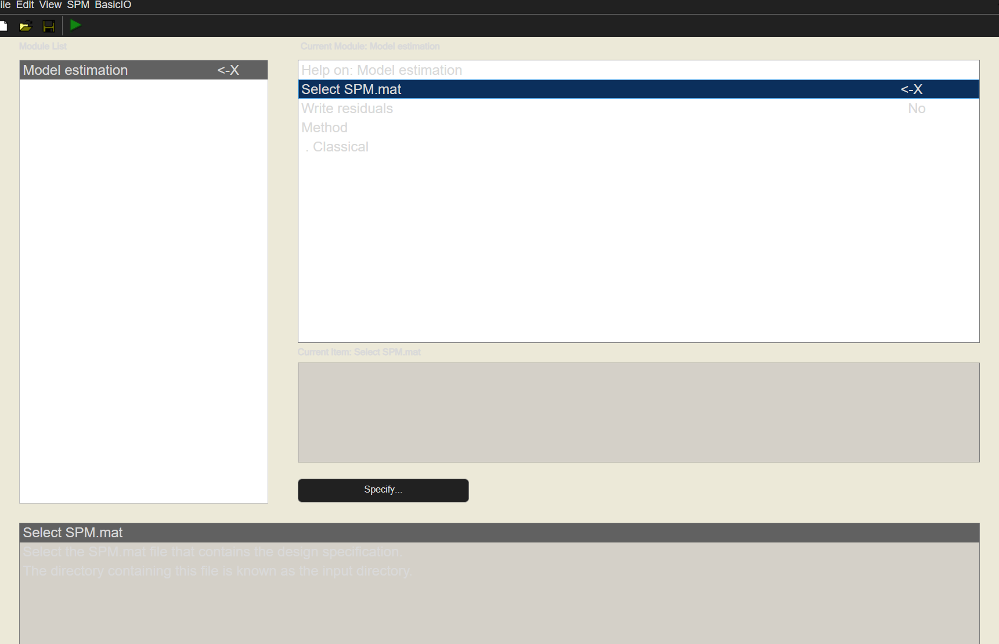 ile Edit View SPM BasicIO
Module List
Model estimation <-X
Current Module: Model estimation
Help on: Model estimation
Select SPM.mat <-X
Write residuals No
Method
. Classical
Current Item: Select SPM.mat
Specify...
Select SPM.mat
Select the SPM.mat file that contains the design specification.
The directory containing this file is known as the input directory.